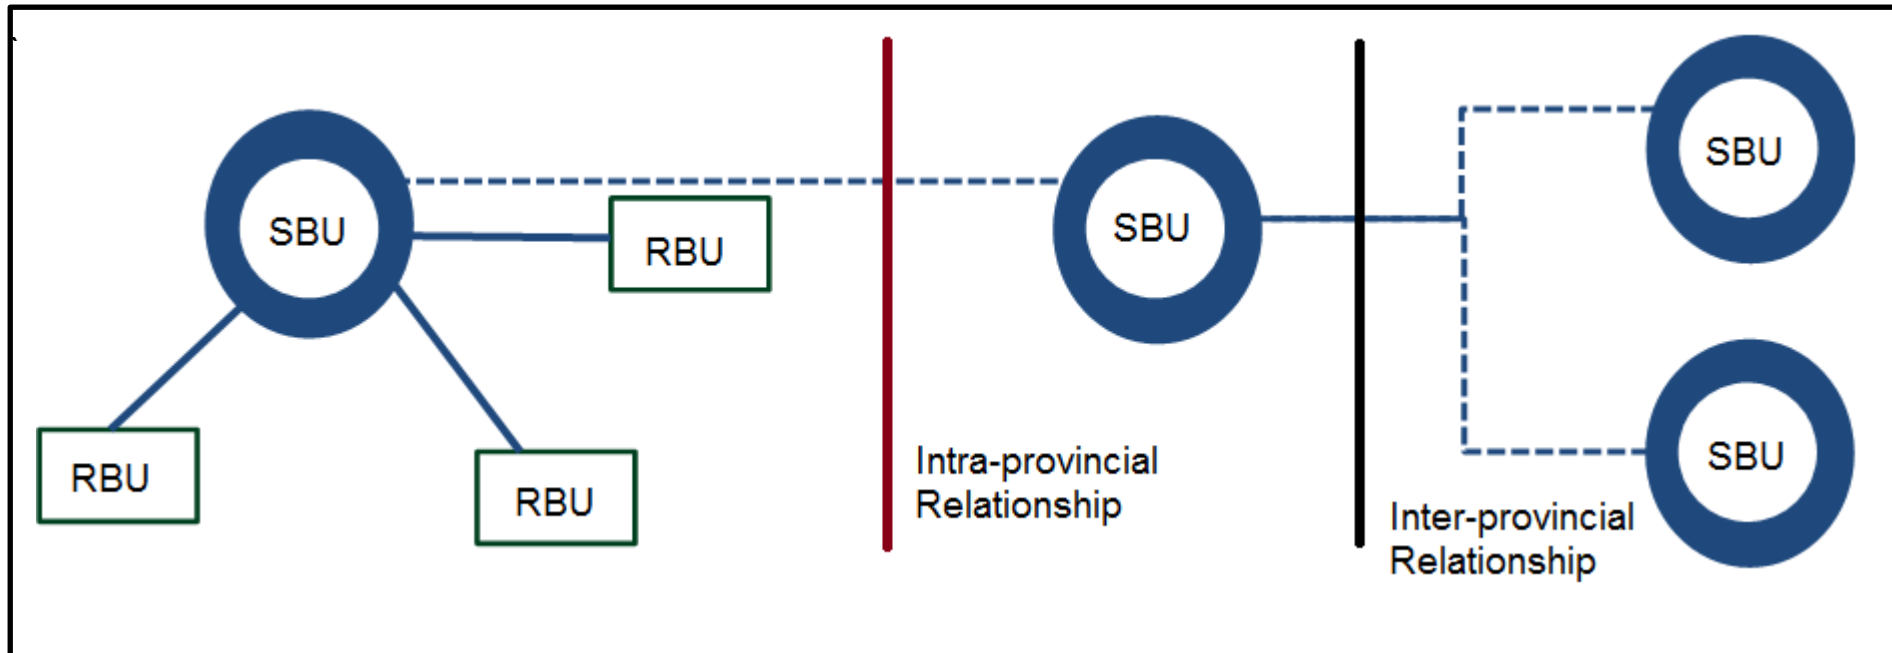 SBU
RBU
RBU
RBU
Intra-provincial
Relationship
SBU
Inter-provincial
Relationship
SBU
SBU